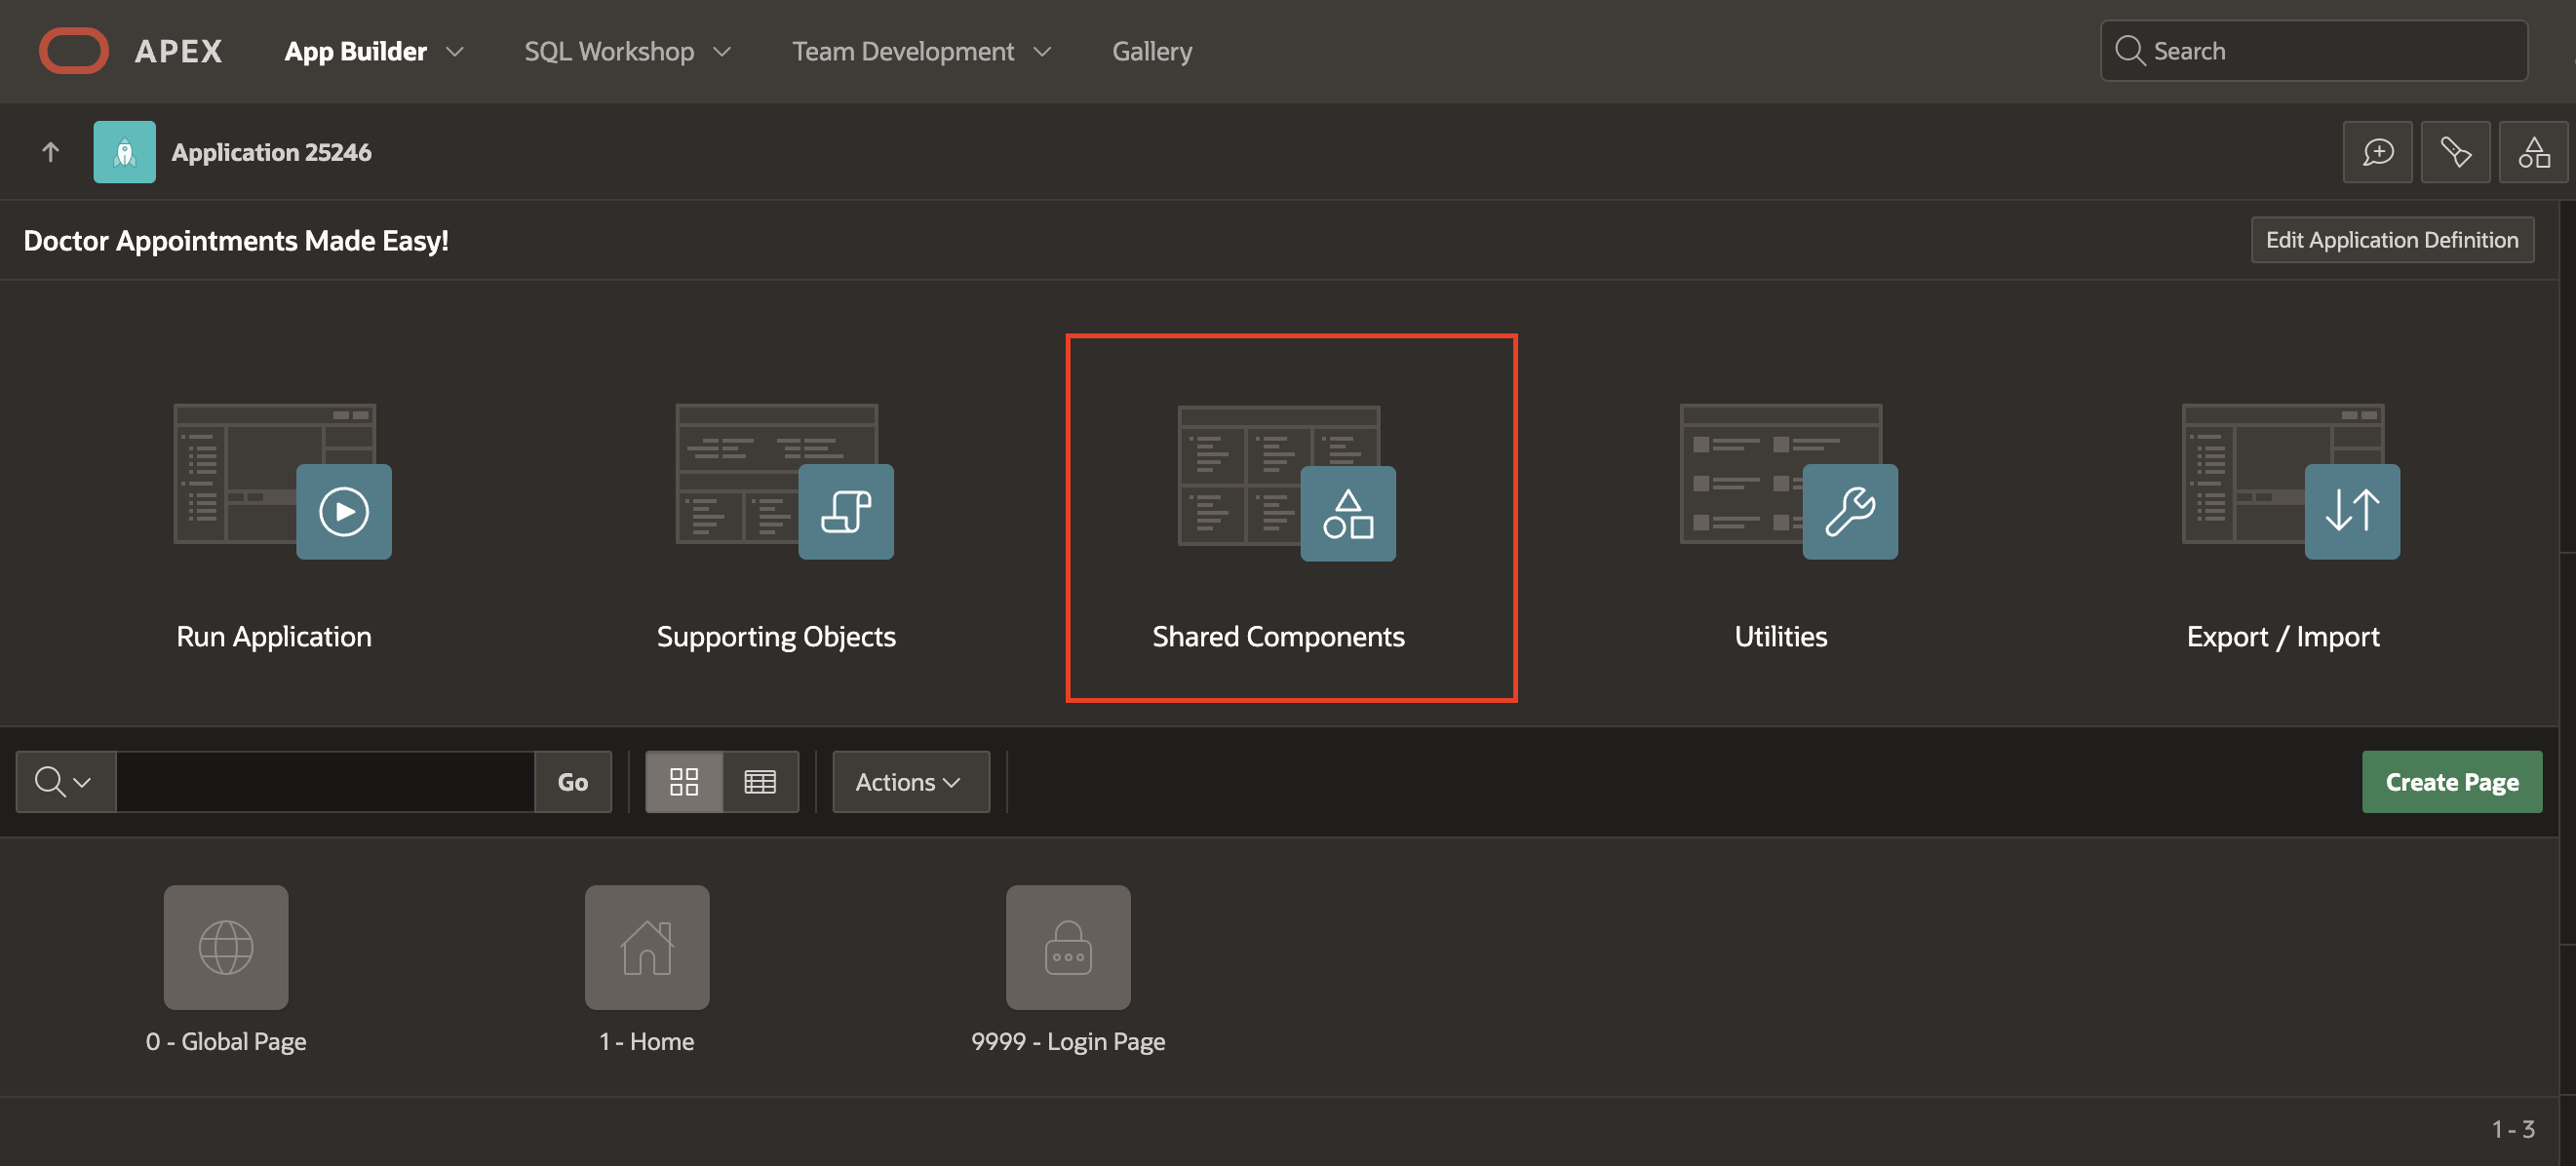 APEX App Builder SQL Workshop Team Development Gallery Search
Application 25246
Doctor Appointments Made Easy! Edit Application Definition
Run Application Supporting Objects Shared Components Utilities Export / Import
Go Actions Create Page
0 - Global Page 1 - Home 9999 - Login Page
1 - 3